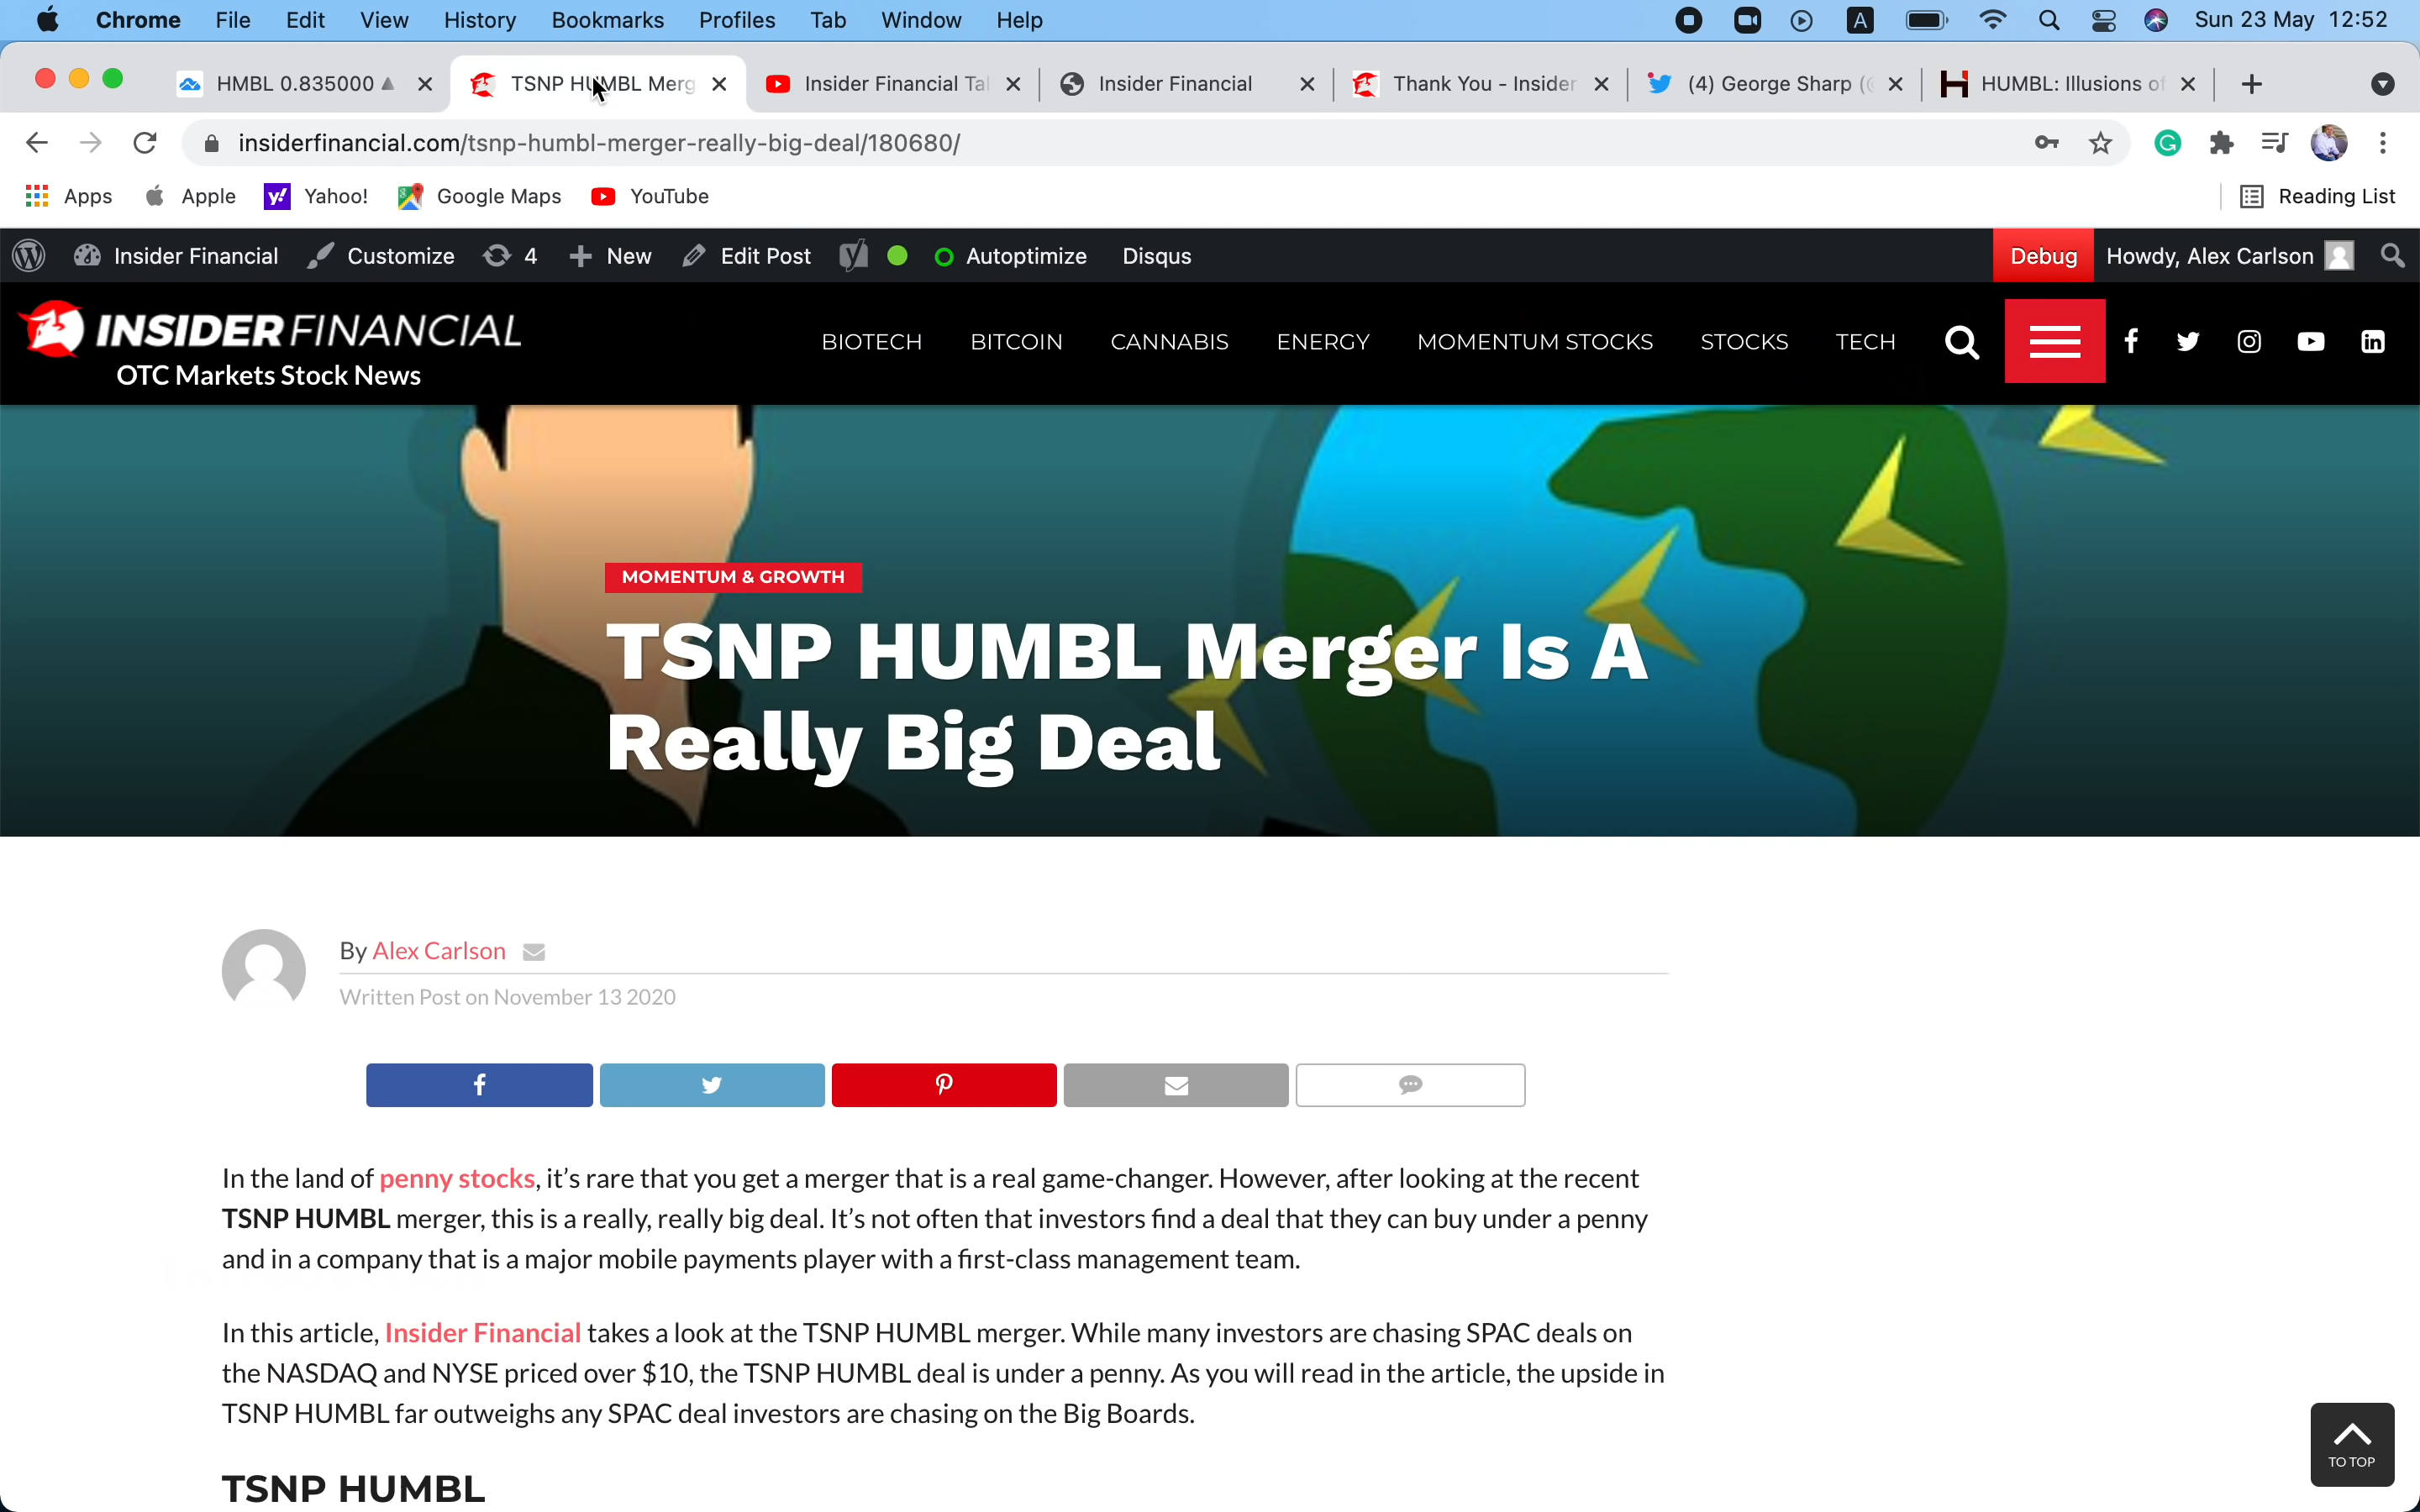 Chrome File Edit View History Bookmarks Profiles Tab Window Help A Sun 23 May 12:52
HMBL 0.835000 TSNP HUMBL Merg Insider Financial Tal Insider Financial Thank You - Insider (4) George Sharp ( HUMBL: Illusions of
insiderfinancial.com/tsnp-humbl-merger-really-big-deal/180680/
Apps Apple Yahoo! Google Maps YouTube Reading List
Insider Financial Customize 4 New Edit Post Autoptimize Disqus Debug Howdy, Alex Carlson
INSIDER FINANCIAL
OTC Markets Stock News
BIOTECH BITCOIN CANNABIS ENERGY MOMENTUM STOCKS STOCKS TECH
MOMENTUM & GROWTH
TSNP HUMBL Merger Is A
Really Big Deal
By Alex Carlson
Written Post on November 13 2020
In the land of penny stocks, it's rare that you get a merger that is a real game-changer. However, after looking at the recent
TSNP HUMBL merger, this is a really, really big deal. It's not often that investors find a deal that they can buy under a penny
and in a company that is a major mobile payments player with a first-class management team.
In this article, Insider Financial takes a look at the TSNP HUMBL merger. While many investors are chasing SPAC deals on
the NASDAQ and NYSE priced over $10, the TSNP HUMBL deal is under a penny. As you will read in the article, the upside in
TSNP HUMBL far outweighs any SPAC deal investors are chasing on the Big Boards.
TSNP HUMBL
TO TOP